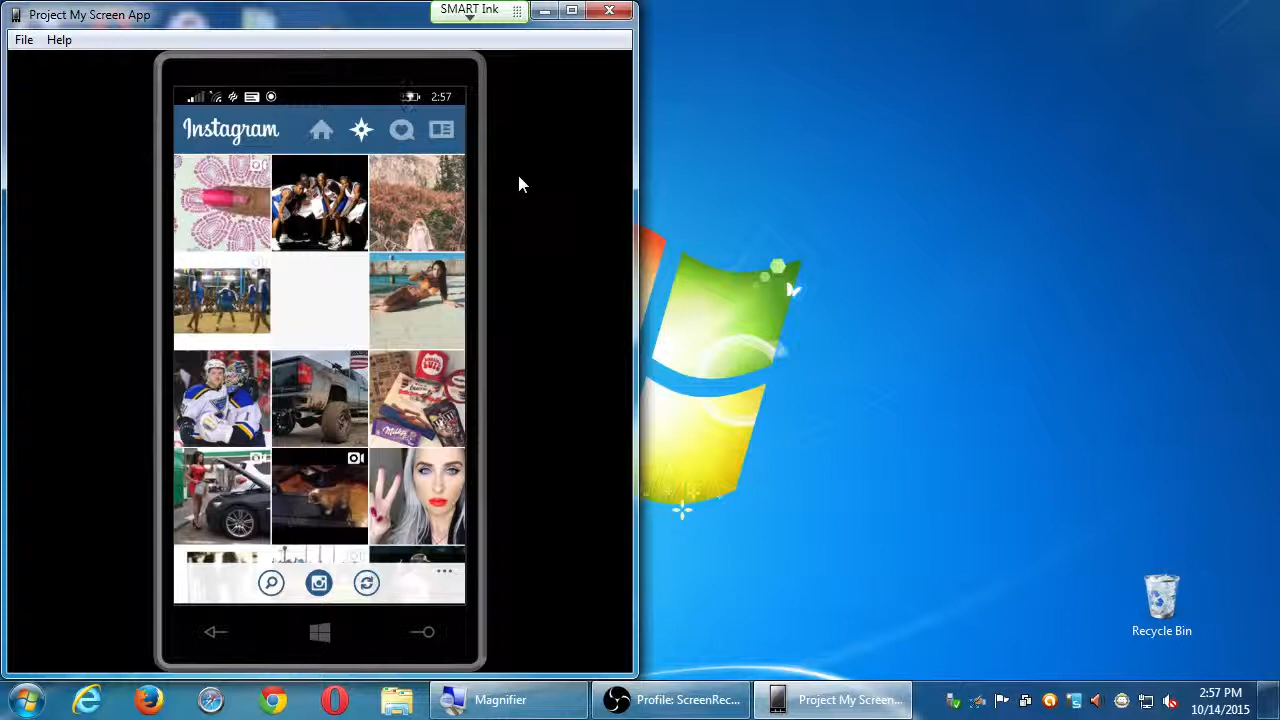 Project My Screen App
SMART Ink
File Help
2:57
Instagram
Milka
Recycle Bin
Magnifier
Profile: ScreenRec...
Project My Screen...
2:57 PM
10/14/2015